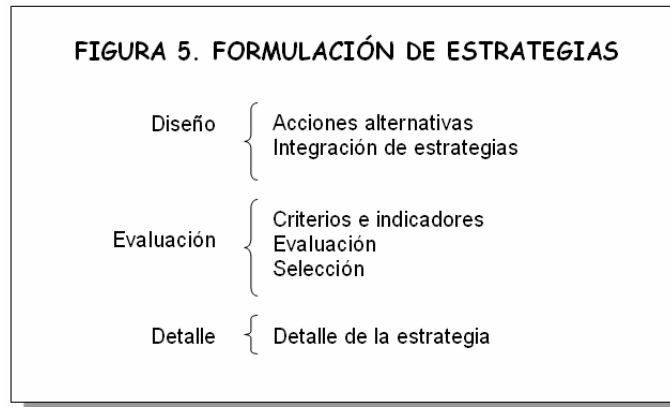 FIGURA 5. FORMULACIÓN DE ESTRATEGIAS
Diseño
Acciones alternativas
Integración de estrategias
Evaluación
Criterios e indicadores
Evaluación
Selección
Detalle
Detalle de la estrategia